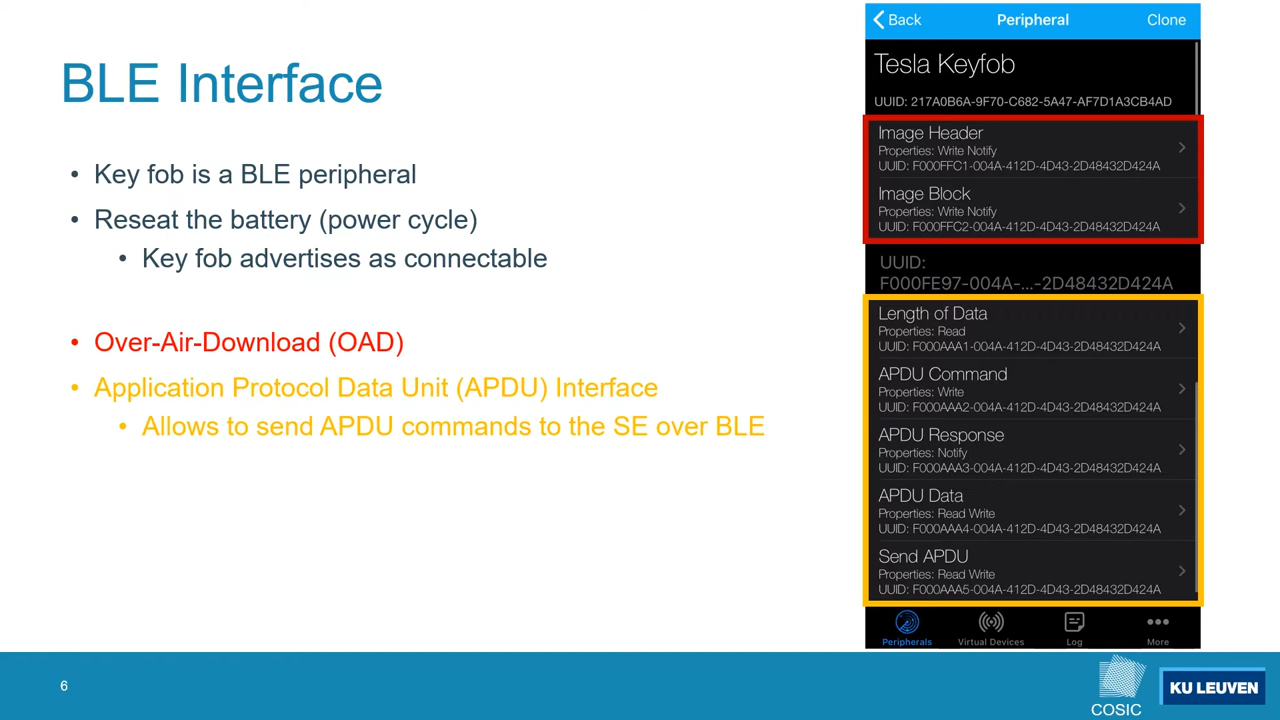 BLE Interface
• Key fob is a BLE peripheral
• Reseat the battery (power cycle)
• Key fob advertises as connectable
• Over-Air-Download (OAD)
• Application Protocol Data Unit (APDU) Interface
• Allows to send APDU commands to the SE over BLE
Back Peripheral Clone
Tesla Keyfob
UUID: 217A0B6A-9F70-C682-5A47-AF7D1A3CB4AD
Image Header
Properties: Write Notify
UUID: F000FFC1-004A-412D-4D43-2D48432D424A
Image Block
Properties: Write Notify
UUID: F000FFC2-004A-412D-4D43-2D48432D424A
UUID:
F000FE97-004A-...-2D48432D424A
Length of Data
Properties: Read
UUID: F000AAA1-004A-412D-4D43-2D48432D424A
APDU Command
Properties: Write
UUID: F000AAA2-004A-412D-4D43-2D48432D424A
APDU Response
Properties: Notify
UUID: F000AAA3-004A-412D-4D43-2D48432D424A
APDU Data
Properties: Read Write
UUID: F000AAA4-004A-412D-4D43-2D48432D424A
Send APDU
Properties: Read Write
UUID: F000AAA5-004A-412D-4D43-2D48432D424A
Peripherals Virtual Devices Log More
6
COSIC
KU LEUVEN